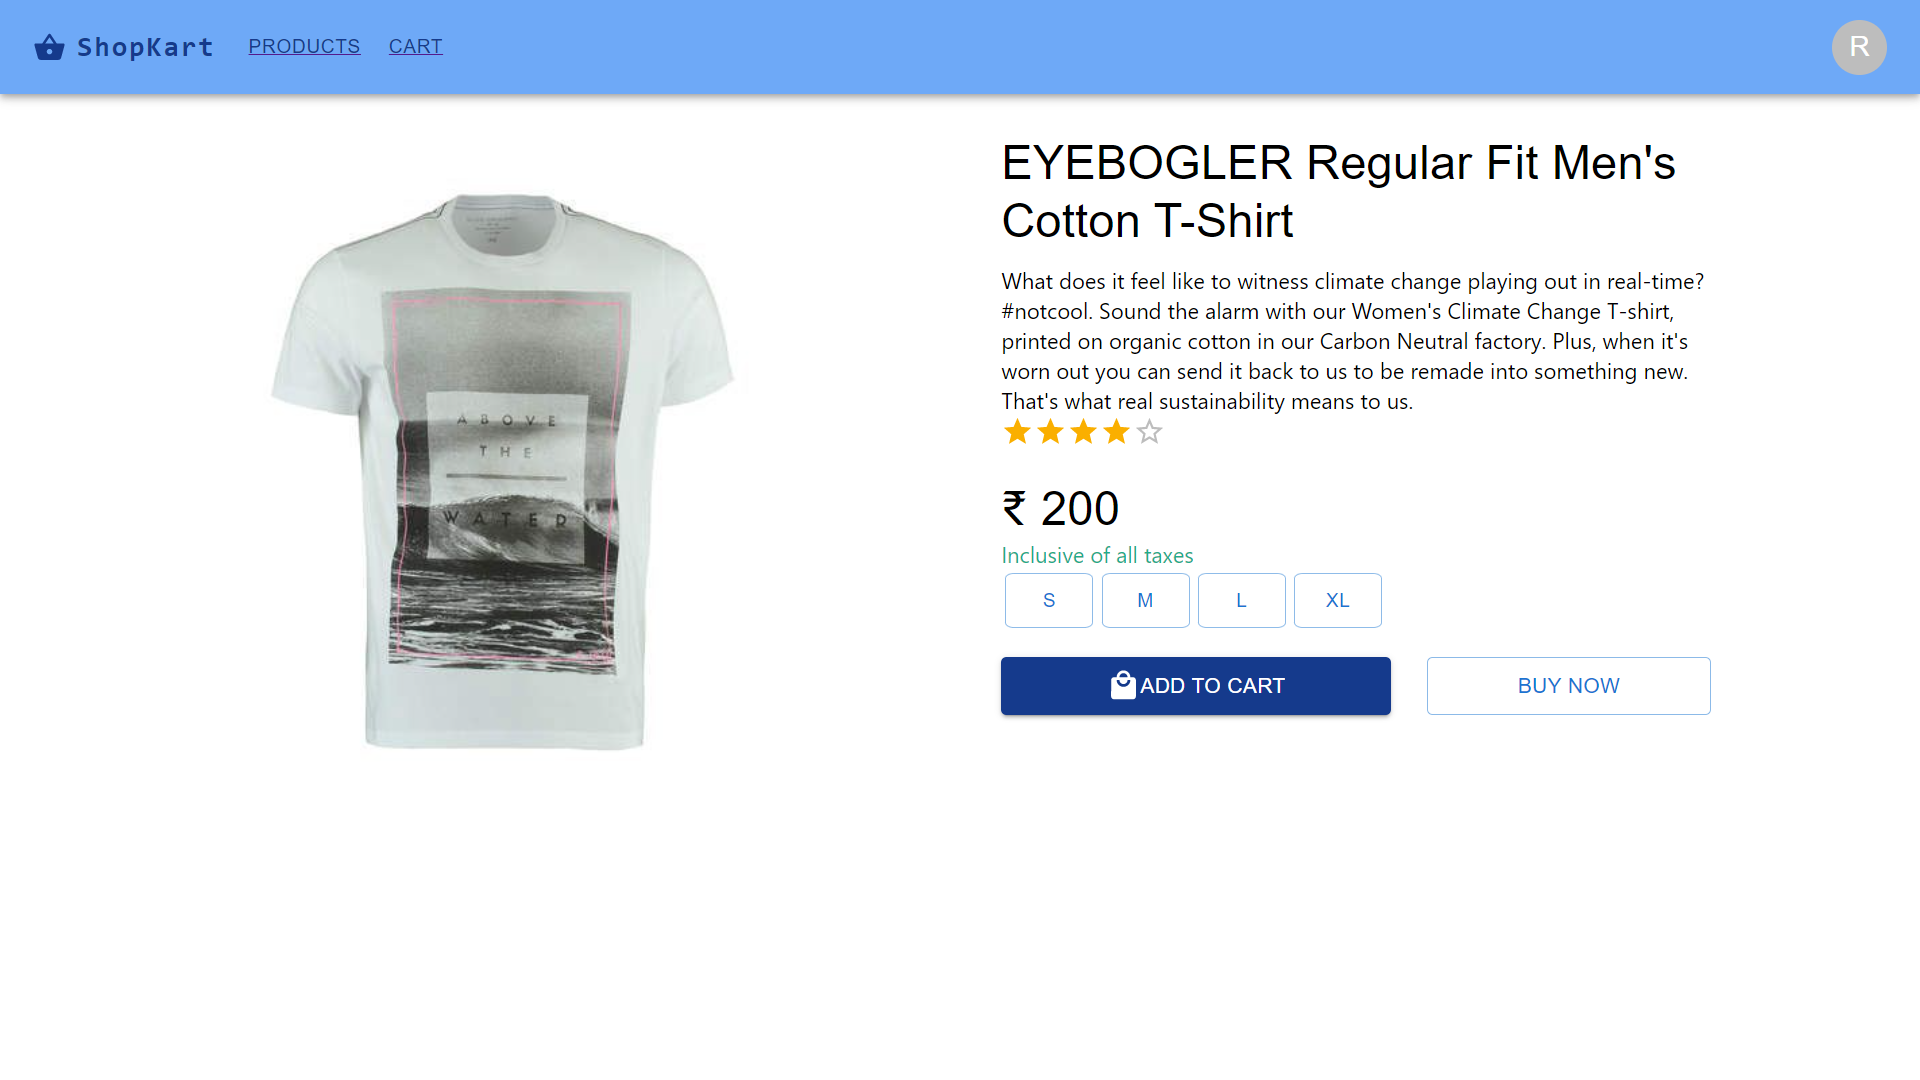 ShopKart PRODUCTS CART R
EYEBOGLER Regular Fit Men's
Cotton T-Shirt
What does it feel like to witness climate change playing out in real-time?
#notcool. Sound the alarm with our Women's Climate Change T-shirt,
printed on organic cotton in our Carbon Neutral factory. Plus, when it's
worn out you can send it back to us to be remade into something new.
That's what real sustainability means to us.
₹ 200
Inclusive of all taxes
S M L XL
ADD TO CART BUY NOW
ABOVE
THE
WATER